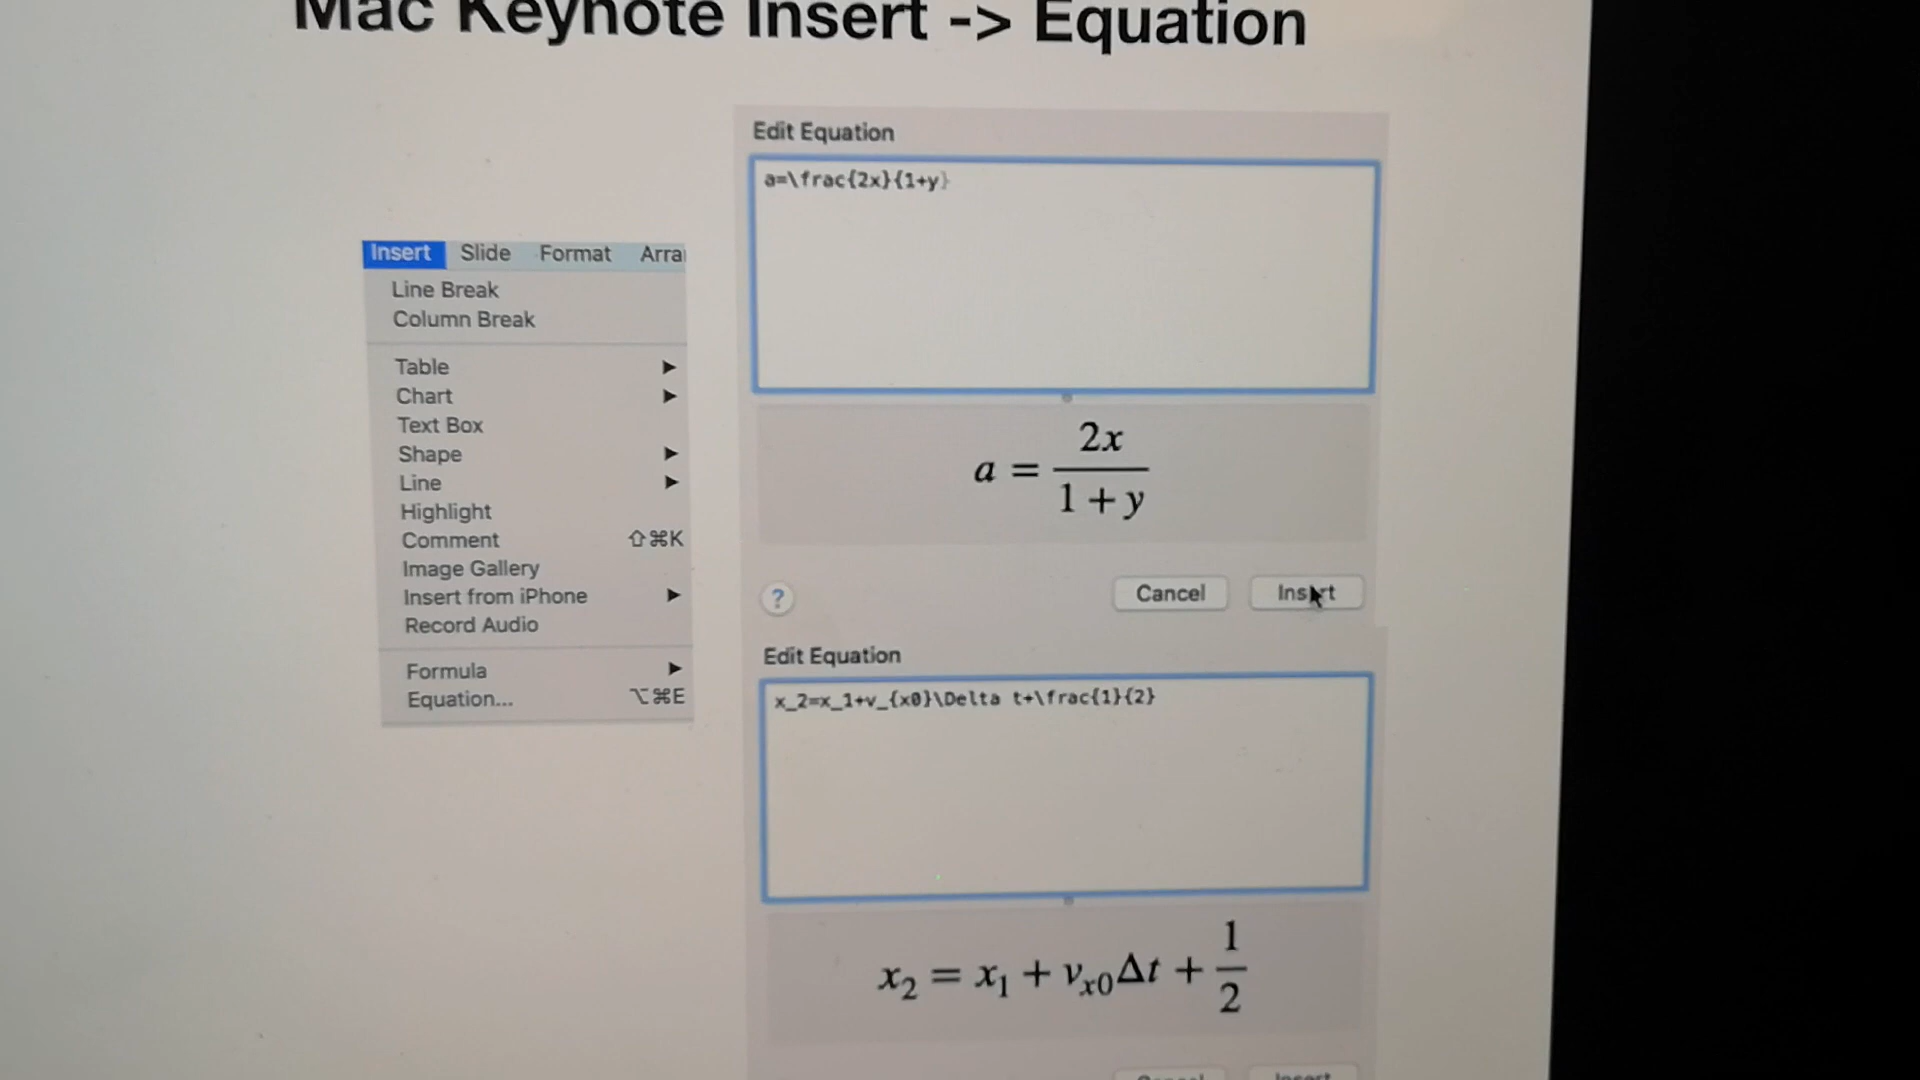 Mac Keynote Insert -> Equation
Insert Slide Format Arra
Line Break
Column Break
Table
Chart
Text Box
Shape
Line
Highlight
Comment ⇧⌘K
Image Gallery
Insert from iPhone
Record Audio
Formula
Equation... ⌥⌘E
Edit Equation
a=\frac{2x}{1+y}
a = 2x
1 + y
? Cancel Insert
Edit Equation
x_2=x_1+v_{x0}\Delta t+\frac{1}{2}
x₂ = x₁ + vₓ₀Δt + 1
2
Cancel Insert